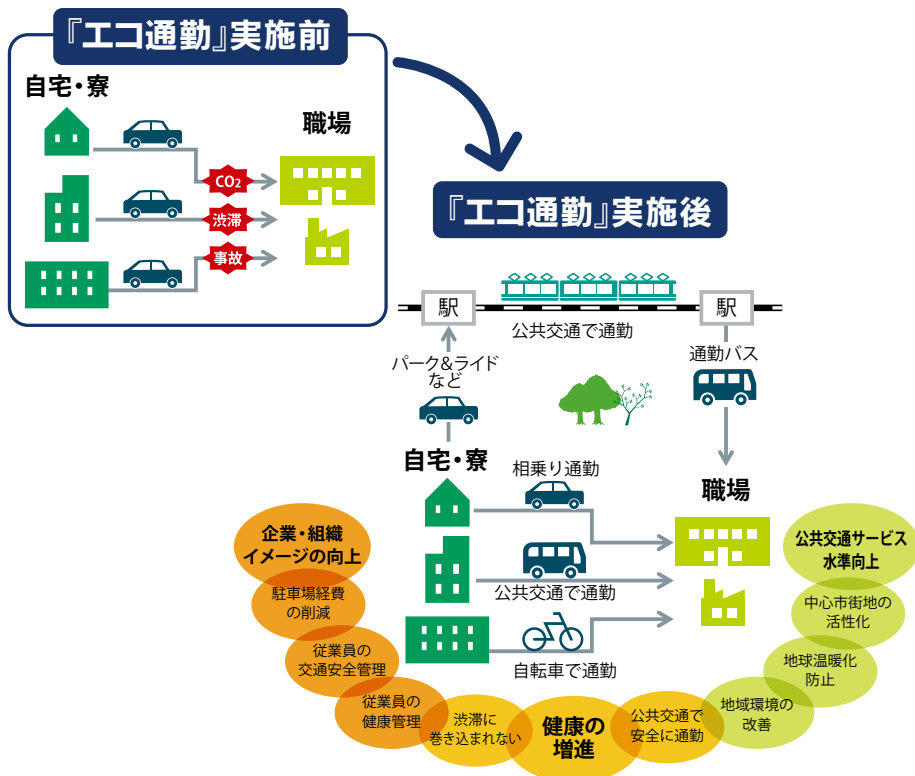 『エコ通勤』実施前
自宅・寮
職場
CO₂
渋滞
事故
『エコ通勤』実施後
駅
駅
公共交通で通勤
パーク&ライド
など
通勤バス
自宅・寮
相乗り通勤
職場
公共交通で通勤
自転車で通勤
企業・組織
イメージの向上
駐車場経費
の削減
従業員の
交通安全管理
従業員の
健康管理
渋滞に
巻き込まれない
健康の
増進
公共交通で
安全に通勤
地域環境の
改善
地球温暖化
防止
中心市街地の
活性化
公共交通サービス
水準向上